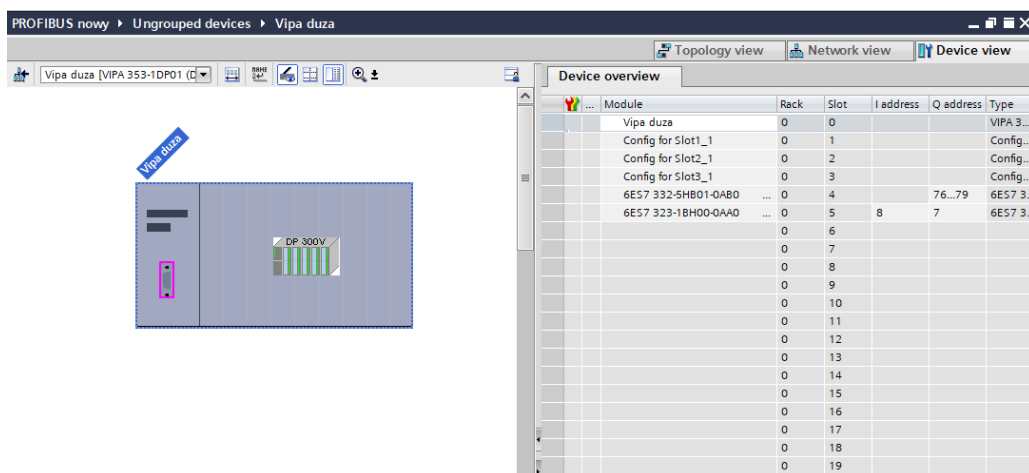 PROFIBUS nowy ▸ Ungrouped devices ▸ Vipa duza
Topology view Network view Device view
Vipa duza [VIPA 353-1DP01 (D
Device overview
... Module Rack Slot I address Q address Type
Vipa duza 0 0 VIPA 3...
Config for Slot1_1 0 1 Config...
Config for Slot2_1 0 2 Config...
Config for Slot3_1 0 3 Config...
6ES7 332-5HB01-0AB0 ... 0 4 76...79 6ES7 3...
6ES7 323-1BH00-0AA0 ... 0 5 8 7 6ES7 3...
0 6
0 7
0 8
0 9
0 10
0 11
0 12
0 13
0 14
0 15
0 16
0 17
0 18
0 19
Vipa duza
DP 300V